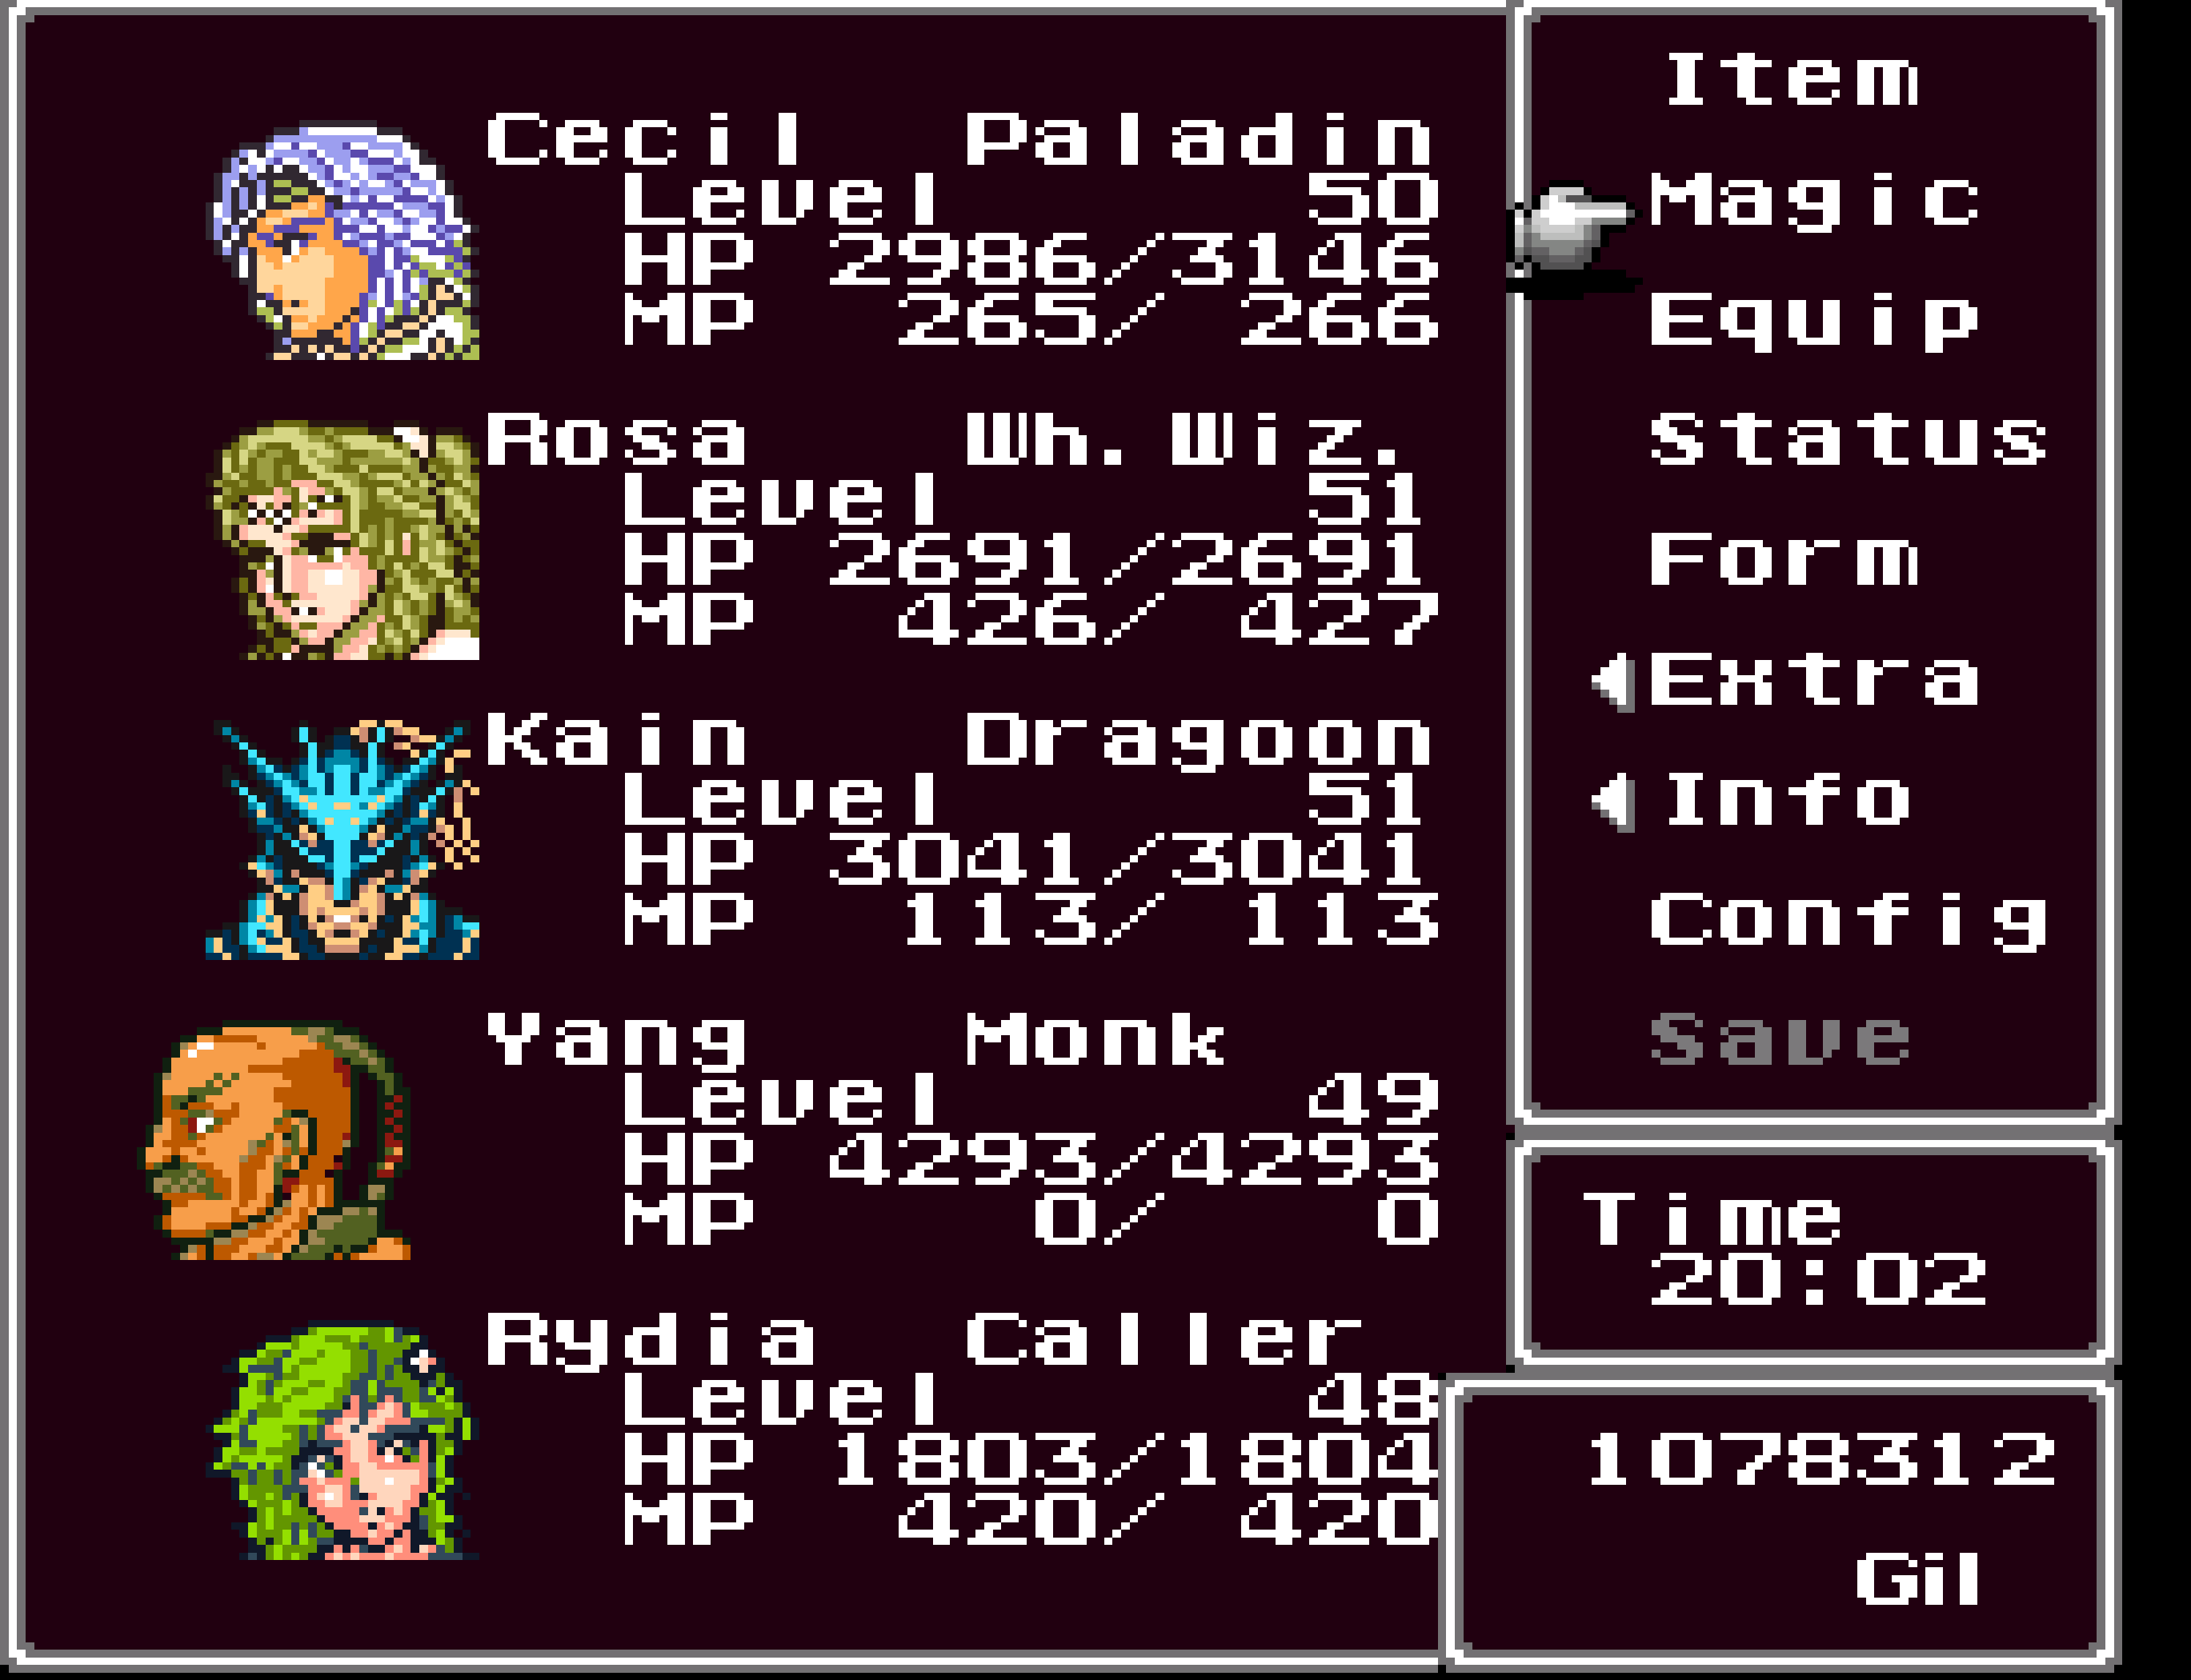 Cecil Paladin
Level 50
HP 2986/3146
MP 265/ 266
Rosa Wh.Wiz.
Level 51
HP 2691/2691
MP 426/ 427
Kain Dragoon
Level 51
HP 3041/3041
MP 113/ 113
Yang Monk
Level 49
HP 4293/4293
MP 0/ 0
Rydia Caller
Level 48
HP 1803/1804
MP 420/ 420
Item
Magic
Equip
Status
Form
Extra
Info
Config
Save
Time
20:02
1078312
Gil